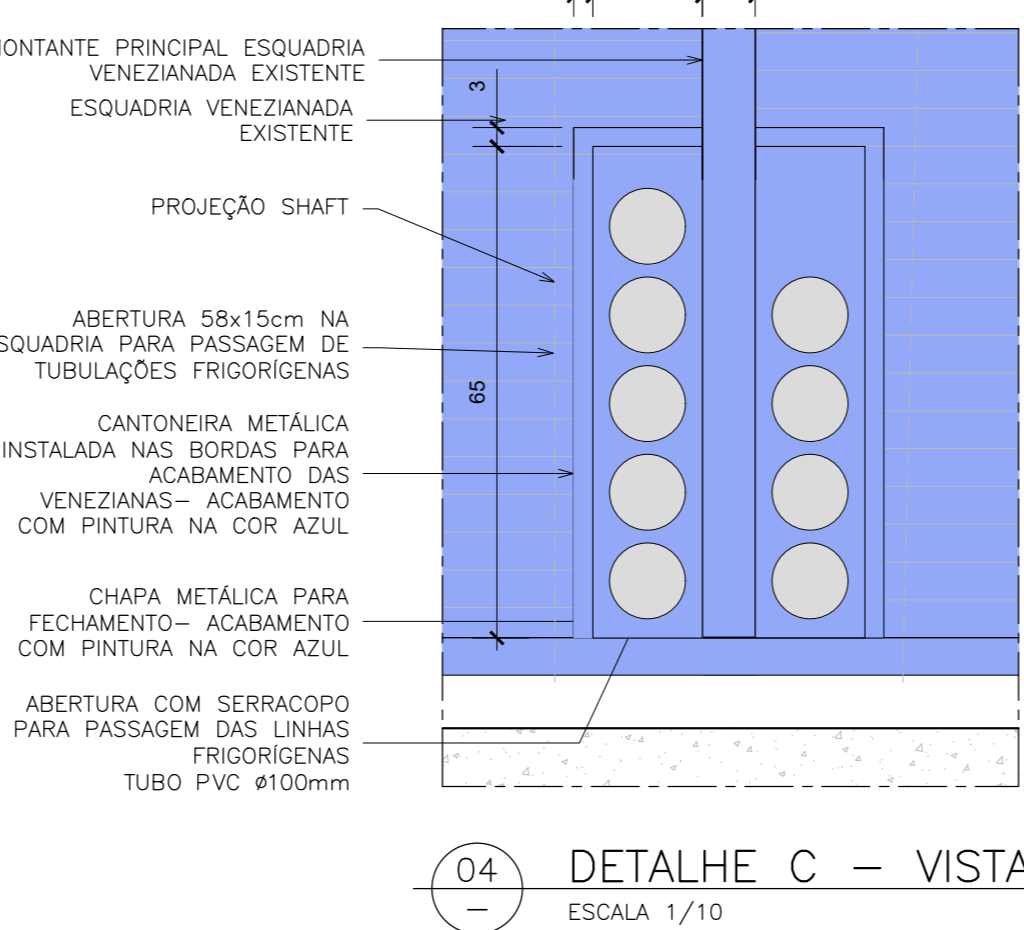 MONTANTE PRINCIPAL ESQUADRIA
VENEZIANADA EXISTENTE
3
ESQUADRIA VENEZIANADA
EXISTENTE
PROJEÇÃO SHAFT
ABERTURA 58x15cm NA
ESQUADRIA PARA PASSAGEM DE
TUBULAÇÕES FRIGORÍGENAS
65
CANTONEIRA METÁLICA
INSTALADA NAS BORDAS PARA
ACABAMENTO DAS
VENEZIANAS– ACABAMENTO
COM PINTURA NA COR AZUL
CHAPA METÁLICA PARA
FECHAMENTO– ACABAMENTO
COM PINTURA NA COR AZUL
ABERTURA COM SERRACOPO
PARA PASSAGEM DAS LINHAS
FRIGORÍGENAS
TUBO PVC Ø100mm
04
–
DETALHE C – VISTA
ESCALA 1/10